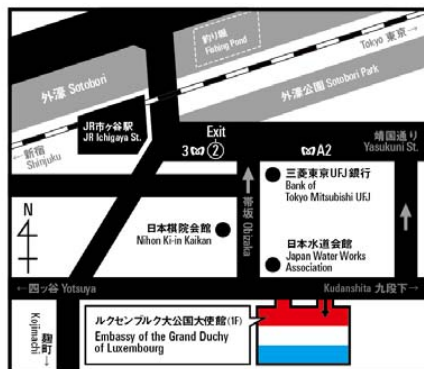 釣り堀
Fishing Pond
Tokyo 東京→
外濠 Sotobori
外濠公園 Sotobori Park
JR市ヶ谷駅
JR Ichigaya St.
←新宿
Shinjuku
Exit
3 2
A2
靖国通り
Yasukuni St.
三菱東京UFJ銀行
Bank of
Tokyo Mitsubishi UFJ
N
帯坂 Obizaka
日本棋院会館
Nihon Ki-in Kaikan
日本水道会館
Japan Water Works
Association
←四ッ谷 Yotsuya
Kudanshita 九段下→
麹町→
Kojimachi
ルクセンブルク大公国大使館(1F)
Embassy of the Grand Duchy
of Luxembourg